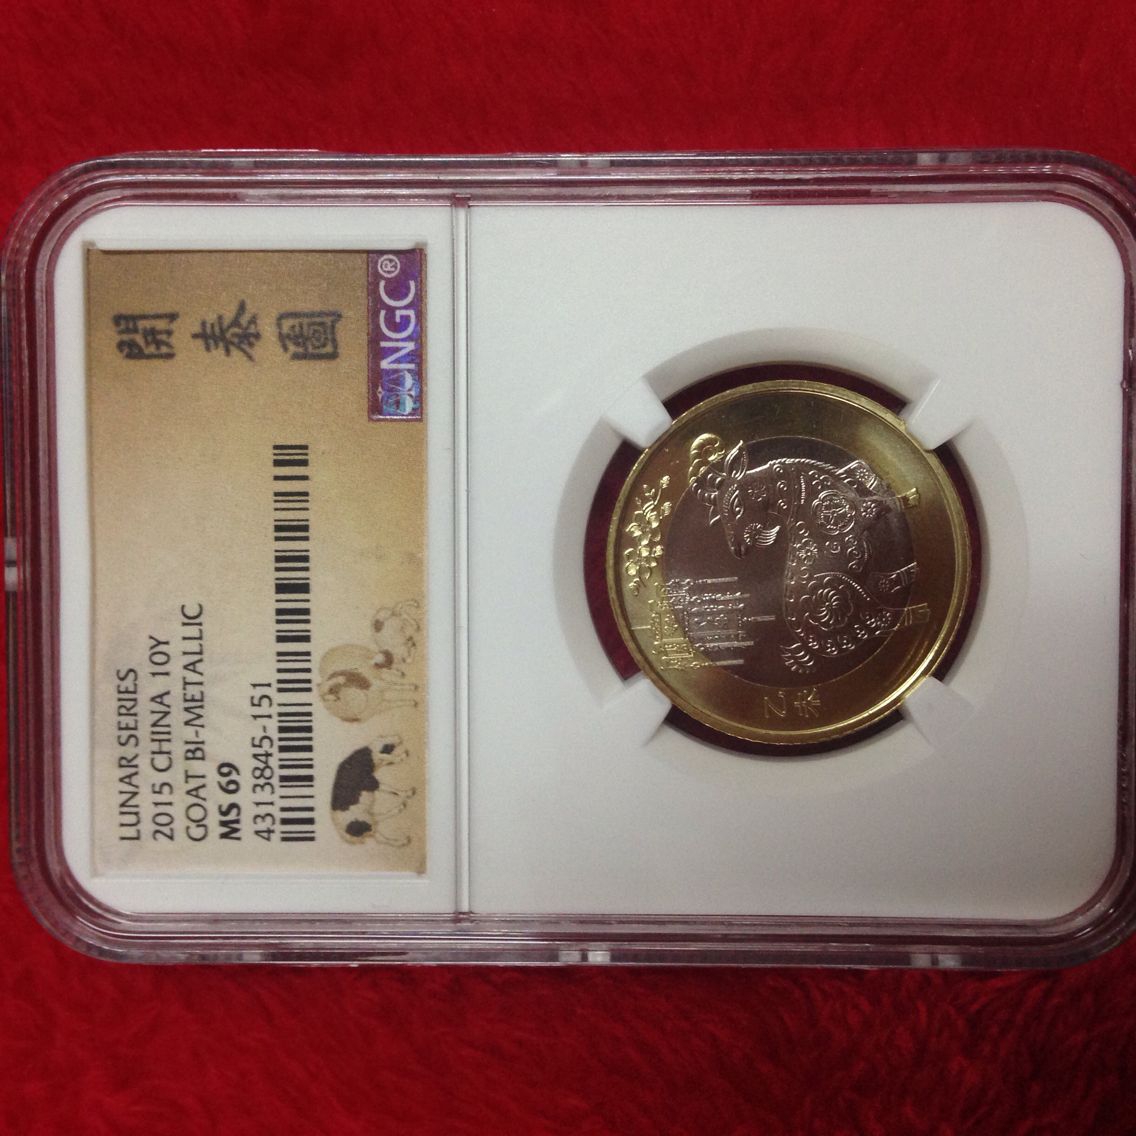 開泰圖
NGC®
LUNAR SERIES
2015 CHINA 10Y
GOAT BI-METALLIC
MS 69
4313845-151
乙未